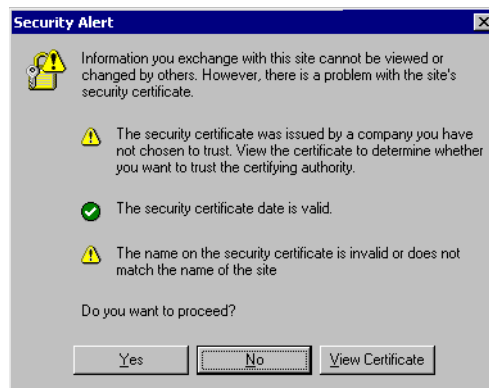 Security Alert
Information you exchange with this site cannot be viewed or
changed by others. However, there is a problem with the site's
security certificate.
The security certificate was issued by a company you have
not chosen to trust. View the certificate to determine whether
you want to trust the certifying authority.
The security certificate date is valid.
The name on the security certificate is invalid or does not
match the name of the site
Do you want to proceed?
Yes
No
View Certificate